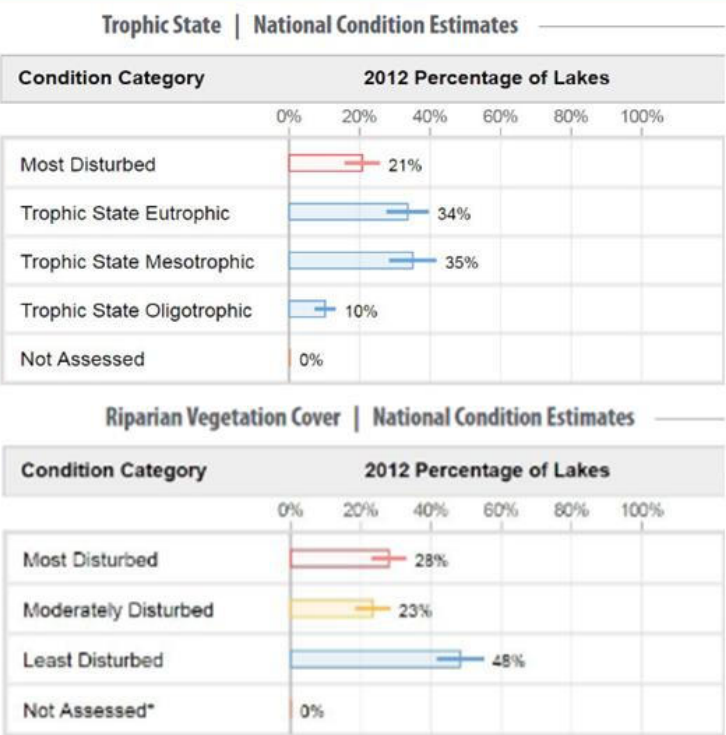 Trophic State | National Condition Estimates
Condition Category 2012 Percentage of Lakes
0% 20% 40% 60% 80% 100%
Most Disturbed 21%
Trophic State Eutrophic 34%
Trophic State Mesotrophic 35%
Trophic State Oligotrophic 10%
Not Assessed 0%
Riparian Vegetation Cover | National Condition Estimates
Condition Category 2012 Percentage of Lakes
0% 20% 40% 60% 80% 100%
Most Disturbed 28%
Moderately Disturbed 23%
Least Disturbed 48%
Not Assessed* 0%